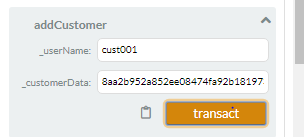 addCustomer
_userName: cust001
_customerData: 8aa2b952a852ee08474fa92b18197
transact